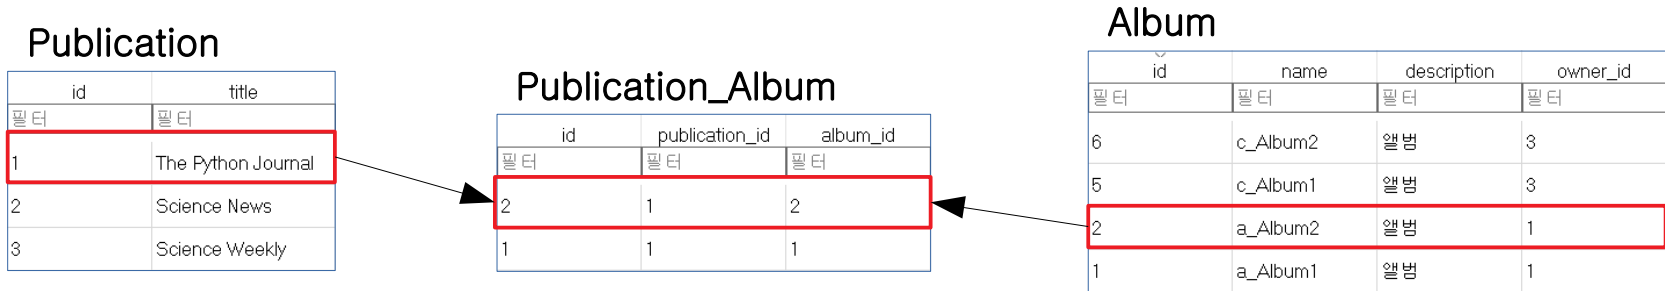 Publication
id title
필터 필터
1 The Python Journal
2 Science News
3 Science Weekly
Publication_Album
id publication_id album_id
필터 필터 필터
2 1 2
1 1 1
Album
id name description owner_id
필터 필터 필터 필터
6 c_Album2 앨범 3
5 c_Album1 앨범 3
2 a_Album2 앨범 1
1 a_Album1 앨범 1